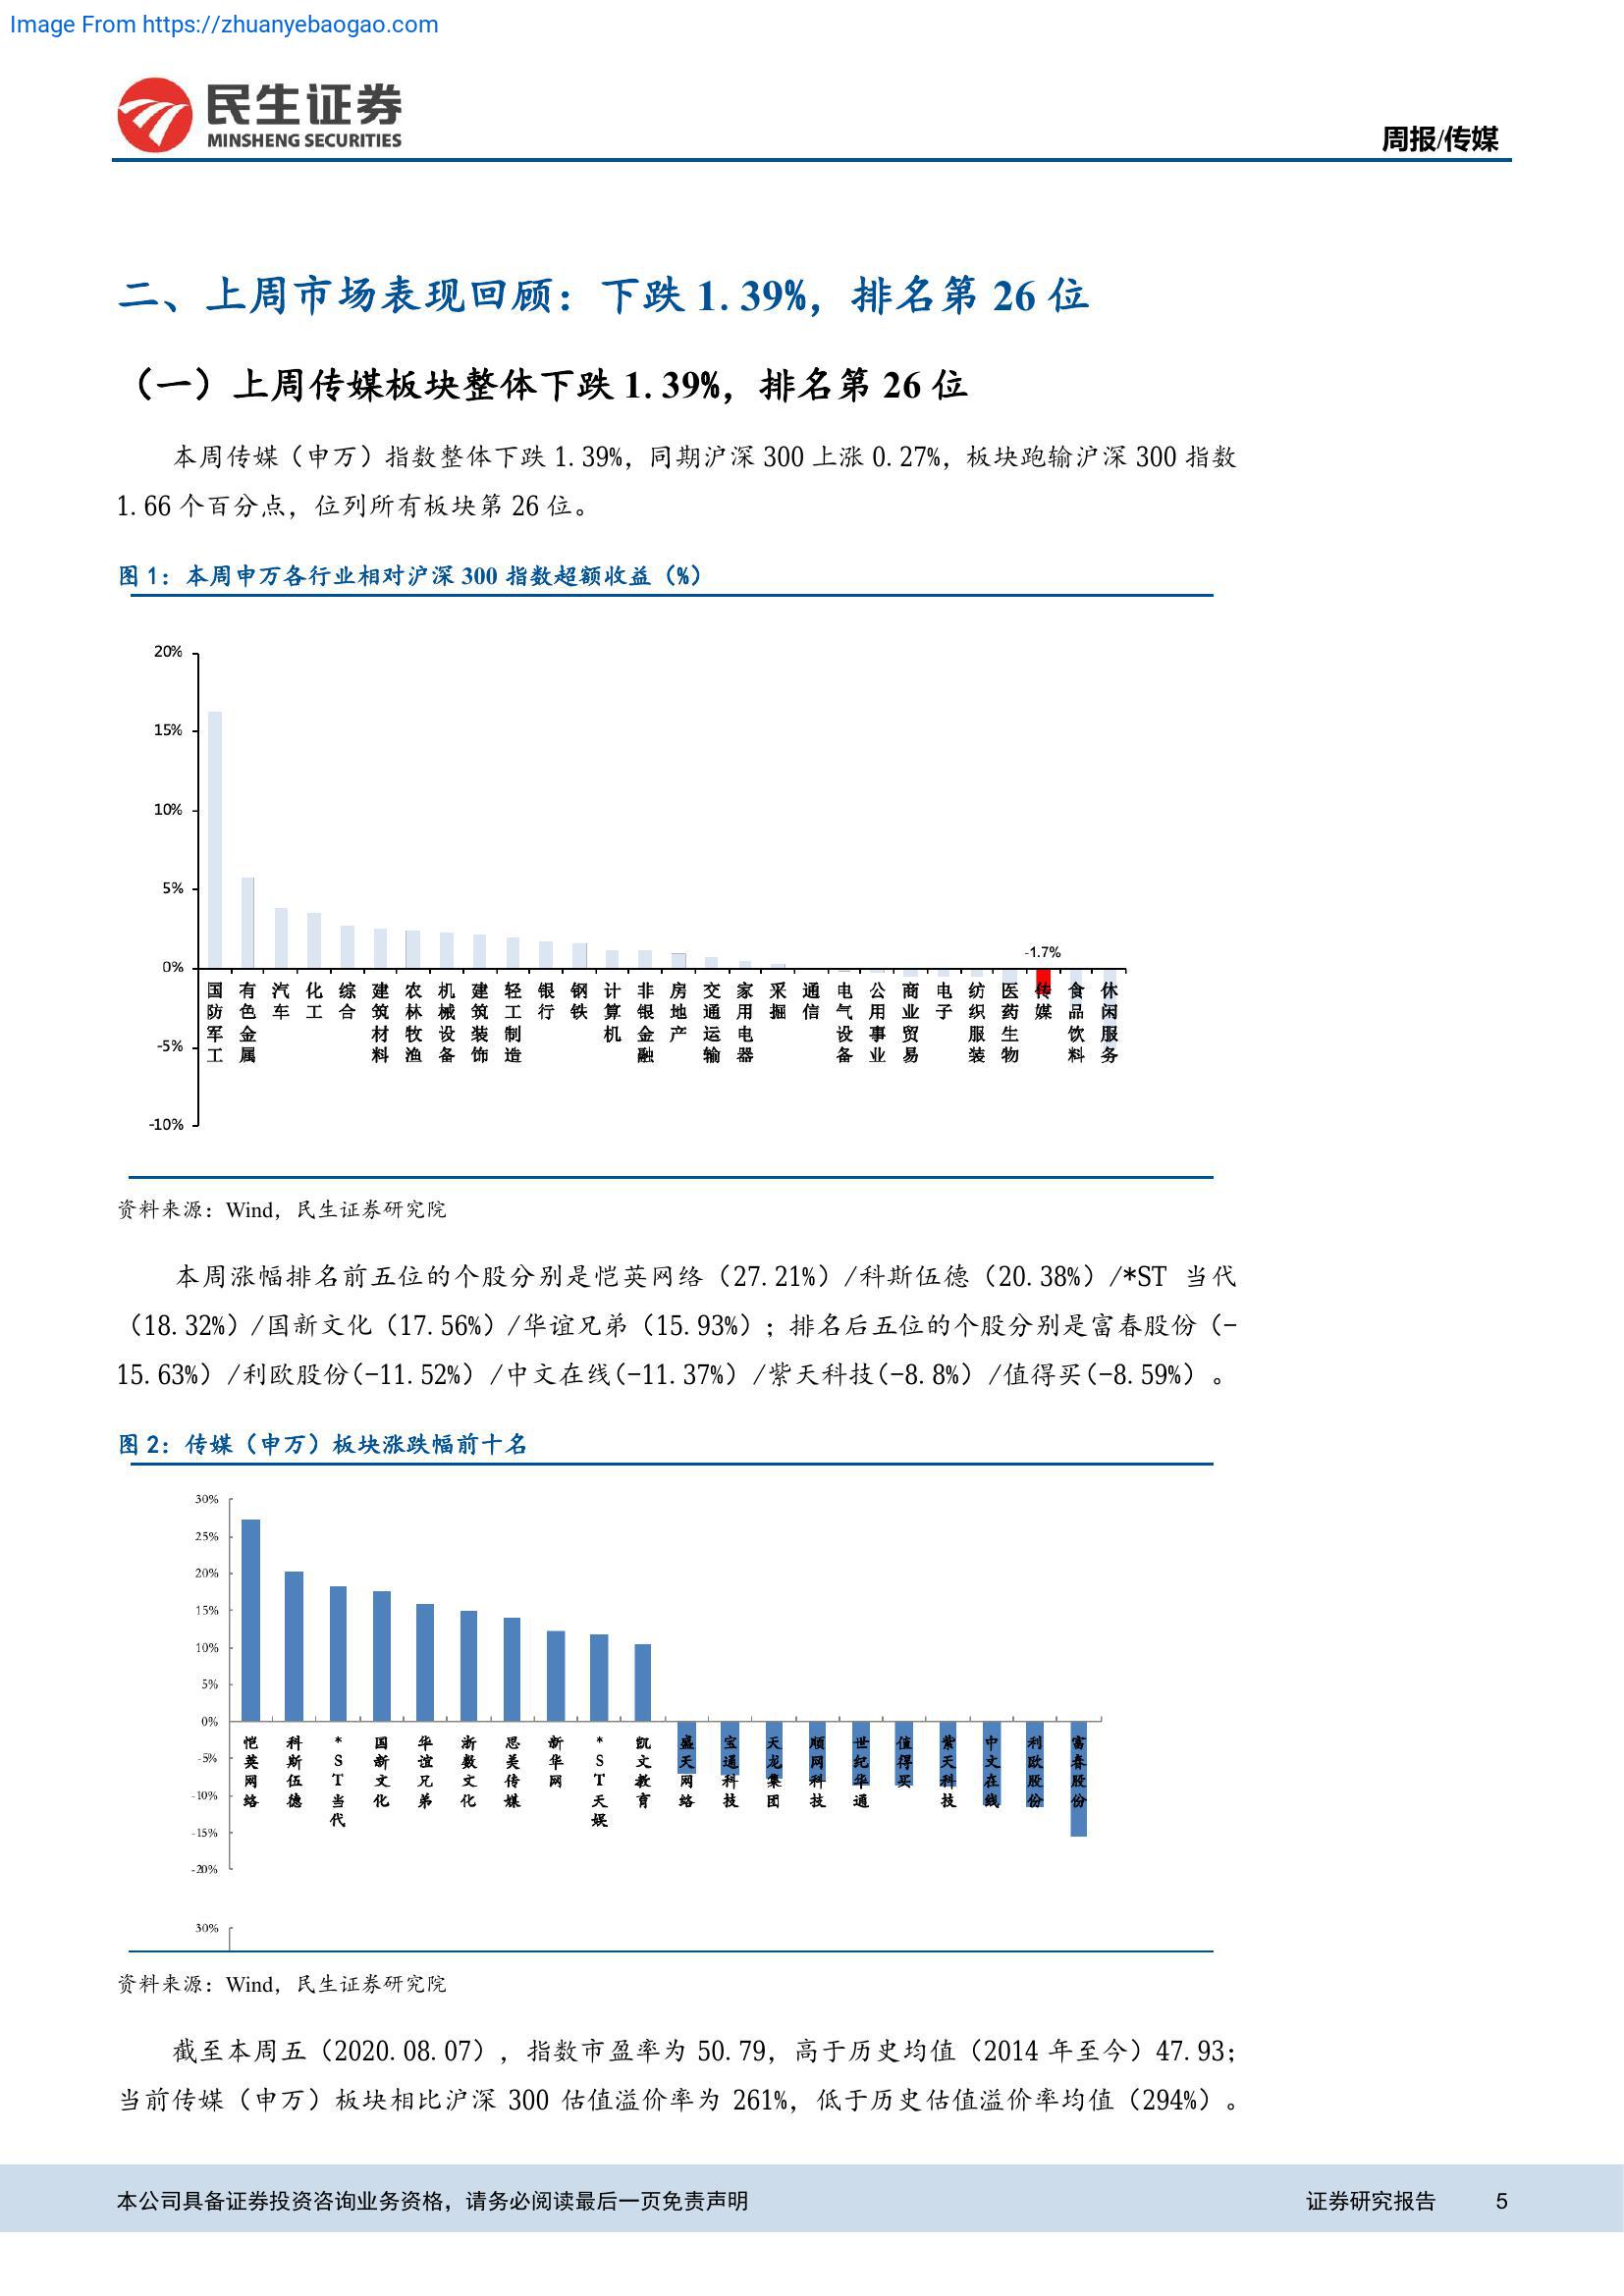 Image From https://zhuanyebaogao.com
民生证券
MINSHENG SECURITIES
周报/传媒
二、上周市场表现回顾：下跌 1.39%，排名第 26 位
（一）上周传媒板块整体下跌 1.39%，排名第 26 位
本周传媒（申万）指数整体下跌 1.39%，同期沪深 300 上涨 0.27%，板块跑输沪深 300 指数
1.66 个百分点，位列所有板块第 26 位。
图 1：本周申万各行业相对沪深 300 指数超额收益（%）
20%
15%
10%
5%
0%
-5%
-10%
-1.7%
国防军工
有色金属
汽车
化工
综合
建筑材料
农林牧渔
机械设备
建筑装饰
轻工制造
银行
钢铁
计算机
非银金融
房地产
交通运输
家用电器
采掘
通信
电气设备
公用事业
商业贸易
电子
纺织服装
医药生物
传媒
食品饮料
休闲服务
资料来源：Wind，民生证券研究院
本周涨幅排名前五位的个股分别是恺英网络（27.21%）/科斯伍德（20.38%）/*ST 当代
（18.32%）/国新文化（17.56%）/华谊兄弟（15.93%）；排名后五位的个股分别是富春股份（-
15.63%）/利欧股份(-11.52%）/中文在线(-11.37%）/紫天科技(-8.8%）/值得买(-8.59%）。
图 2：传媒（申万）板块涨跌幅前十名
30%
25%
20%
15%
10%
5%
0%
-5%
-10%
-15%
-20%
恺英网络
科斯伍德
*ST当代
国新文化
华谊兄弟
浙数文化
思美传媒
新华网
*ST天娱
凯文教育
盛天网络
宝通科技
天龙集团
顺网科技
世纪华通
值得买
紫天科技
中文在线
利欧股份
富春股份
30%
资料来源：Wind，民生证券研究院
截至本周五（2020.08.07），指数市盈率为 50.79，高于历史均值（2014 年至今）47.93；
当前传媒（申万）板块相比沪深 300 估值溢价率为 261%，低于历史估值溢价率均值（294%）。
本公司具备证券投资咨询业务资格，请务必阅读最后一页免责声明
证券研究报告 5